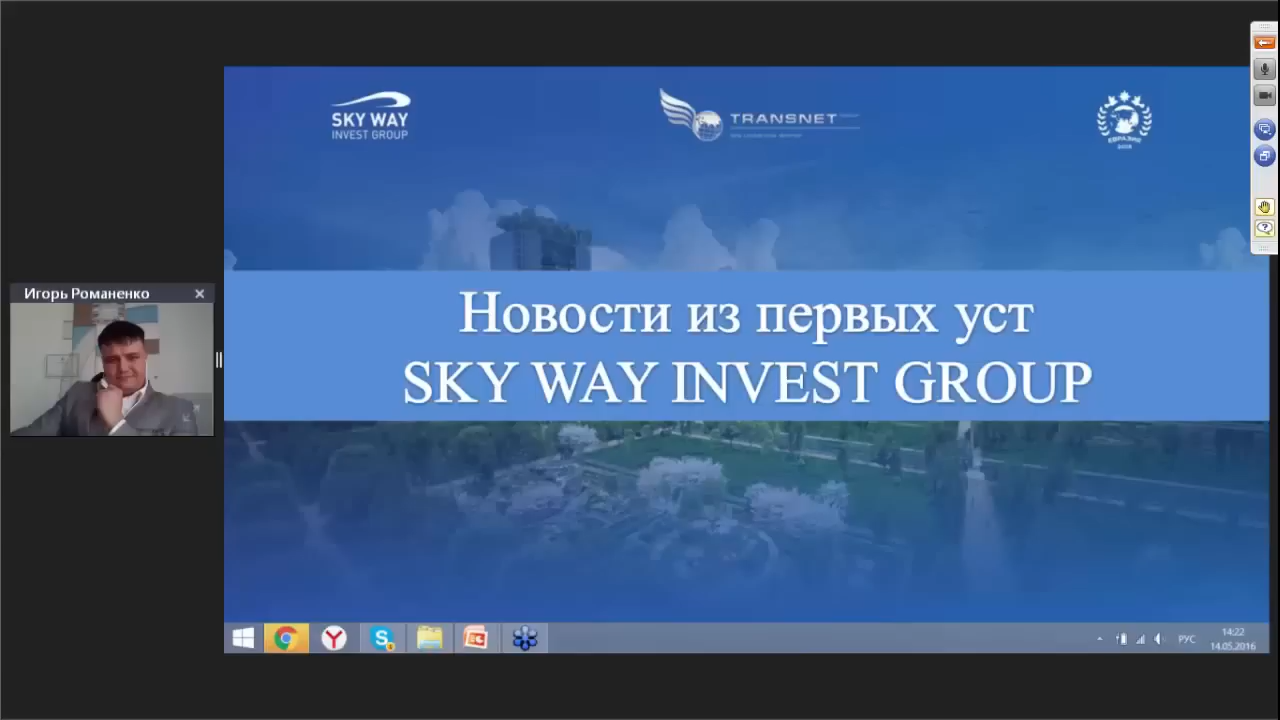 SKY WAY
INVEST GROUP
TRANSNET
ЕВРАЗИЯ
Игорь Романенко
Новости из первых уст
SKY WAY INVEST GROUP
РУС
14:22
14.05.2016